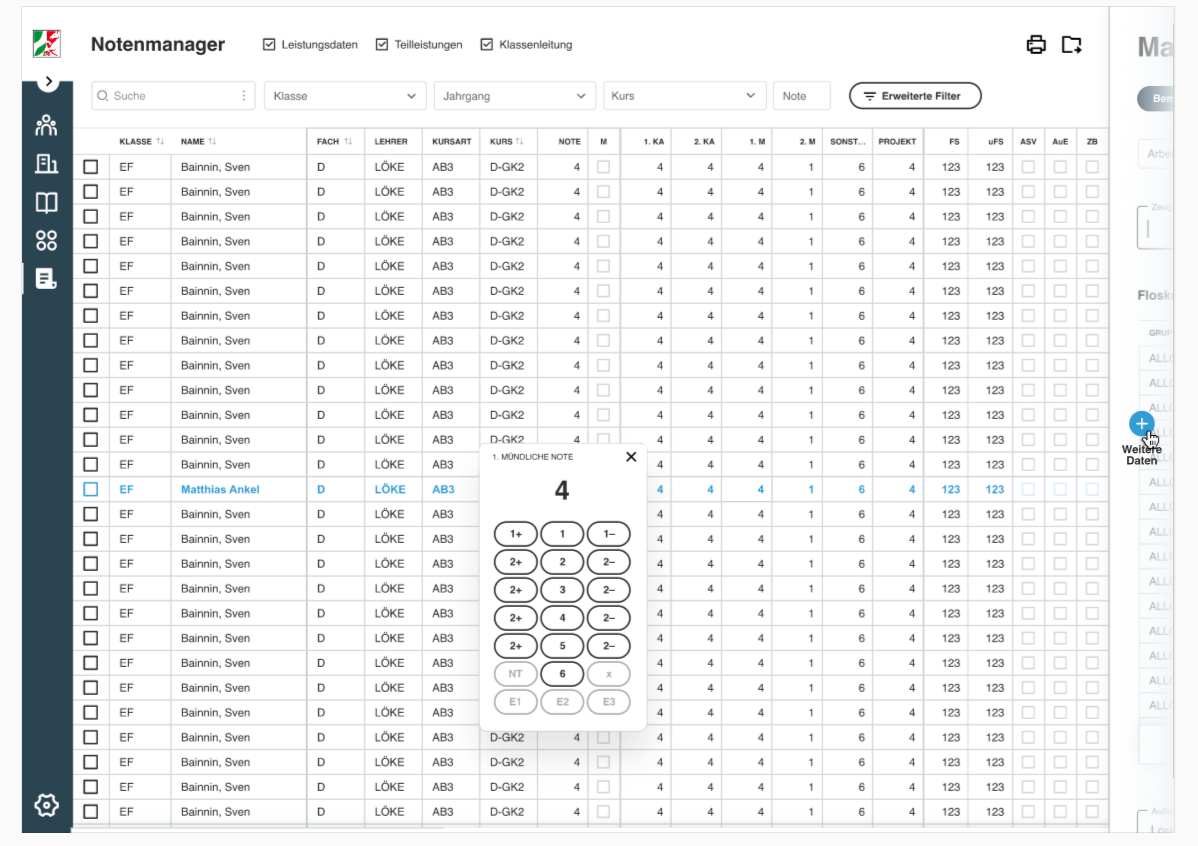 Notenmanager
Leistungsdaten Teilleistungen Klassenleitung
Suche Klasse Jahrgang Kurs Note Erweiterte Filter
KLASSE NAME FACH LEHRER KURSART KURS NOTE M 1. KA 2. KA 1. M 2. M SONST... PROJEKT FS uFS ASV AuE ZB
EF Bainnin, Sven D LÖKE AB3 D-GK2 4 4 4 4 1 6 4 123 123
EF Bainnin, Sven D LÖKE AB3 D-GK2 4 4 4 4 1 6 4 123 123
EF Bainnin, Sven D LÖKE AB3 D-GK2 4 4 4 4 1 6 4 123 123
EF Bainnin, Sven D LÖKE AB3 D-GK2 4 4 4 4 1 6 4 123 123
EF Bainnin, Sven D LÖKE AB3 D-GK2 4 4 4 4 1 6 4 123 123
EF Bainnin, Sven D LÖKE AB3 D-GK2 4 4 4 4 1 6 4 123 123
EF Bainnin, Sven D LÖKE AB3 D-GK2 4 4 4 4 1 6 4 123 123
EF Bainnin, Sven D LÖKE AB3 D-GK2 4 4 4 4 1 6 4 123 123
EF Bainnin, Sven D LÖKE AB3 D-GK2 4 4 4 4 1 6 4 123 123
EF Bainnin, Sven D LÖKE AB3 D-GK2 4 4 4 4 1 6 4 123 123
EF Bainnin, Sven D LÖKE AB3 D-GK2 4 4 4 4 1 6 4 123 123
EF Bainnin, Sven D LÖKE AB3 D-GK2 4 4 4 4 1 6 4 123 123
EF Bainnin, Sven D LÖKE AB3 4 4 4 1 6 4 123 123
EF Matthias Ankel D LÖKE AB3 4 4 4 1 6 4 123 123
EF Bainnin, Sven D LÖKE AB3 4 4 4 1 6 4 123 123
EF Bainnin, Sven D LÖKE AB3 4 4 4 1 6 4 123 123
EF Bainnin, Sven D LÖKE AB3 4 4 4 1 6 4 123 123
EF Bainnin, Sven D LÖKE AB3 4 4 4 1 6 4 123 123
EF Bainnin, Sven D LÖKE AB3 4 4 4 1 6 4 123 123
EF Bainnin, Sven D LÖKE AB3 4 4 4 1 6 4 123 123
EF Bainnin, Sven D LÖKE AB3 4 4 4 1 6 4 123 123
EF Bainnin, Sven D LÖKE AB3 4 4 4 1 6 4 123 123
EF Bainnin, Sven D LÖKE AB3 4 4 4 1 6 4 123 123
EF Bainnin, Sven D LÖKE AB3 D-GK2 4 4 4 4 1 6 4 123 123
EF Bainnin, Sven D LÖKE AB3 D-GK2 4 4 4 4 1 6 4 123 123
EF Bainnin, Sven D LÖKE AB3 D-GK2 4 4 4 4 1 6 4 123 123
EF Bainnin, Sven D LÖKE AB3 D-GK2 4 4 4 4 1 6 4 123 123
1. MÜNDLICHE NOTE
4
1+ 1 1–
2+ 2 2–
2+ 3 2–
2+ 4 2–
2+ 5 2–
NT 6 x
E1 E2 E3
Weitere
Daten